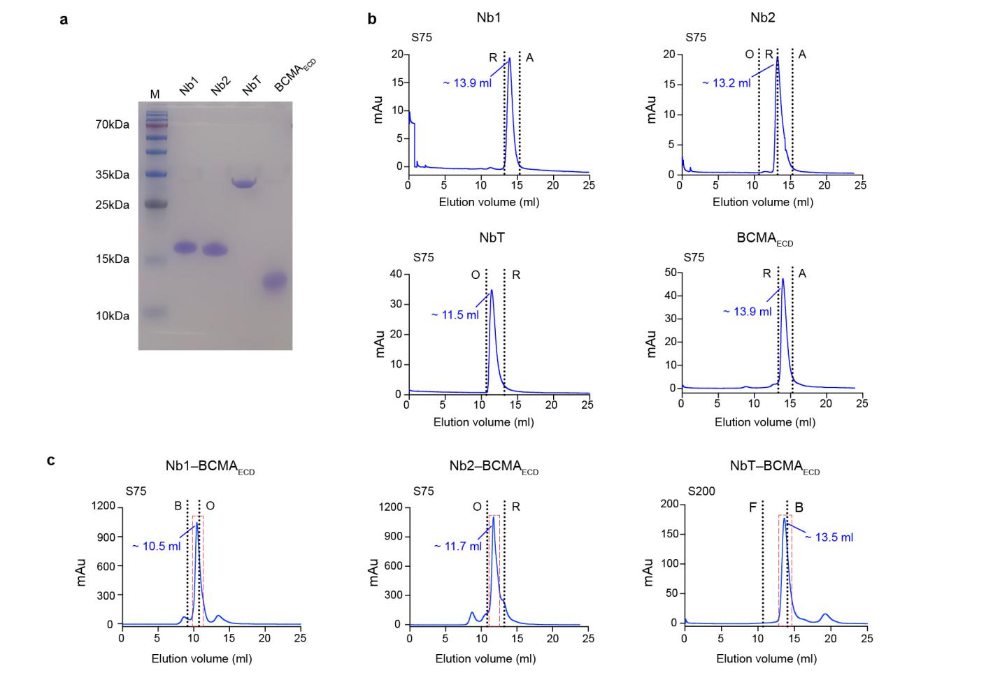 a
M
Nb1
Nb2
NbT
BCMAECD
70kDa
35kDa
25kDa
15kDa
10kDa
b
Nb1
S75
20
15
10
5
0
R
A
~ 13.9 ml
mAu
0 5 10 15 20 25
Elution volume (ml)
Nb2
S75
20
15
10
5
0
O
R
A
~ 13.2 ml
mAu
0 5 10 15 20 25
Elution volume (ml)
NbT
S75
40
30
20
10
0
O
R
~ 11.5 ml
mAu
0 5 10 15 20 25
Elution volume (ml)
BCMAECD
S75
50
40
30
20
10
0
R
A
~ 13.9 ml
mAu
0 5 10 15 20 25
Elution volume (ml)
c
Nb1–BCMAECD
S75
1200
900
600
300
0
B
O
~ 10.5 ml
mAu
0 5 10 15 20 25
Elution volume (ml)
Nb2–BCMAECD
S75
1200
900
600
300
0
O
R
~ 11.7 ml
mAu
0 5 10 15 20 25
Elution volume (ml)
NbT–BCMAECD
S200
200
150
100
50
0
F
B
~ 13.5 ml
mAu
0 5 10 15 20 25
Elution volume (ml)